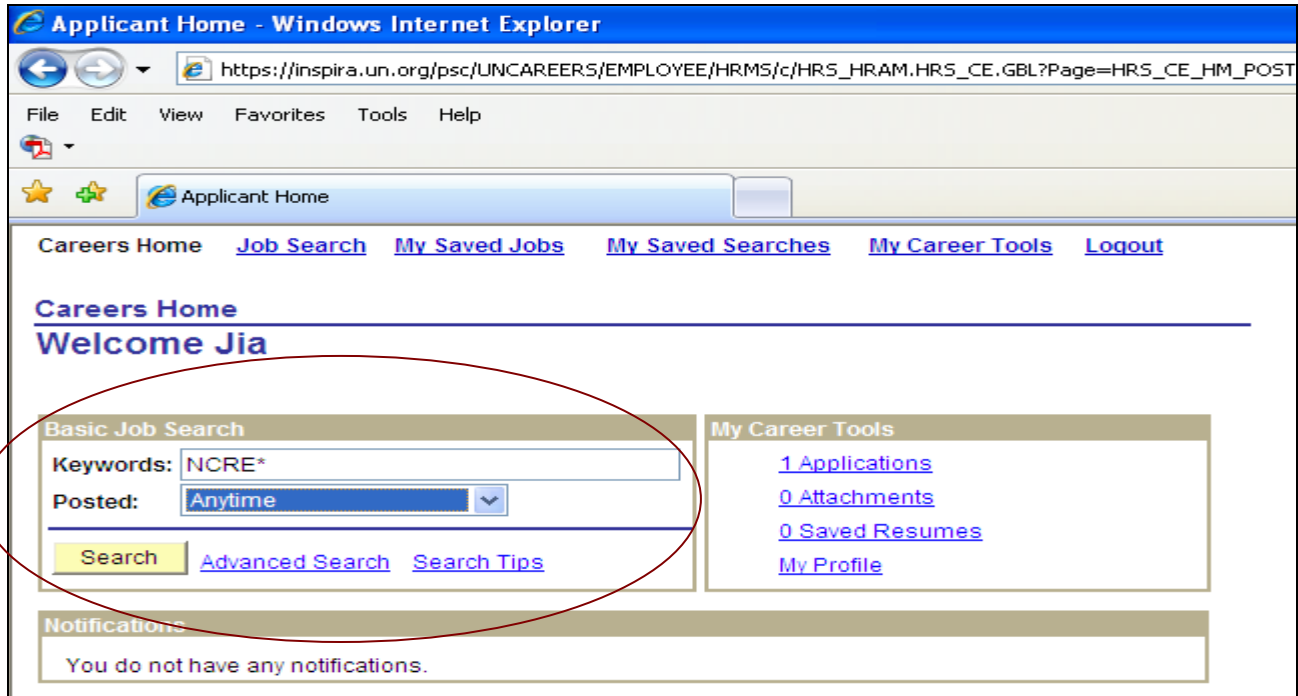 Applicant Home - Windows Internet Explorer
https://inspira.un.org/psc/UNCAREERS/EMPLOYEE/HRMS/c/HRS_HRAM.HRS_CE.GBL?Page=HRS_CE_HM_POST
File Edit View Favorites Tools Help
Applicant Home
Careers Home Job Search My Saved Jobs My Saved Searches My Career Tools Logout
Careers Home
Welcome Jia
Basic Job Search
Keywords: NCRE*
Posted: Anytime
Search Advanced Search Search Tips
My Career Tools
1 Applications
0 Attachments
0 Saved Resumes
My Profile
Notifications
You do not have any notifications.